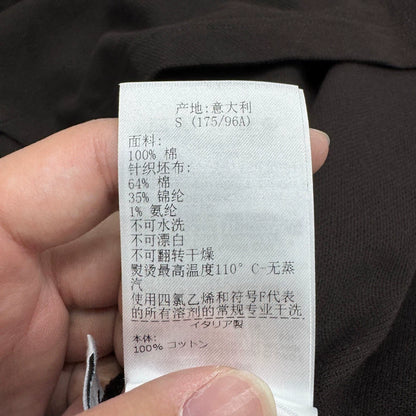 产地:意大利
S (175/96A)
面料:
100% 棉
针织坯布:
64% 棉
35% 锦纶
1% 氨纶
不可水洗
不可漂白
不可翻转干燥
熨烫最高温度110° C-无蒸
汽
使用四氯乙烯和符号F代表
的所有溶剂的常规专业干洗
イタリア製
本体:
100% コットン